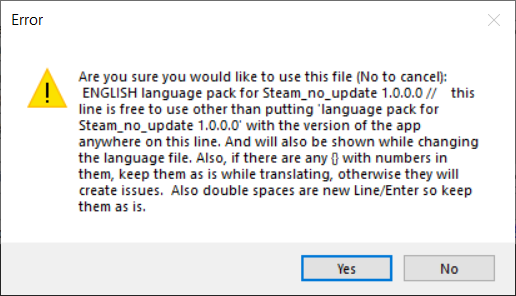 Error
Are you sure you would like to use this file (No to cancel):
ENGLISH language pack for Steam_no_update 1.0.0.0 //    this
line is free to use other than putting 'language pack for
Steam_no_update 1.0.0.0' with the version of the app
anywhere on this line. And will also be shown while changing
the language file. Also, if there are any {} with numbers in
them, keep them as is while translating, otherwise they will
create issues.  Also double spaces are new Line/Enter so keep
them as is.
Yes
No